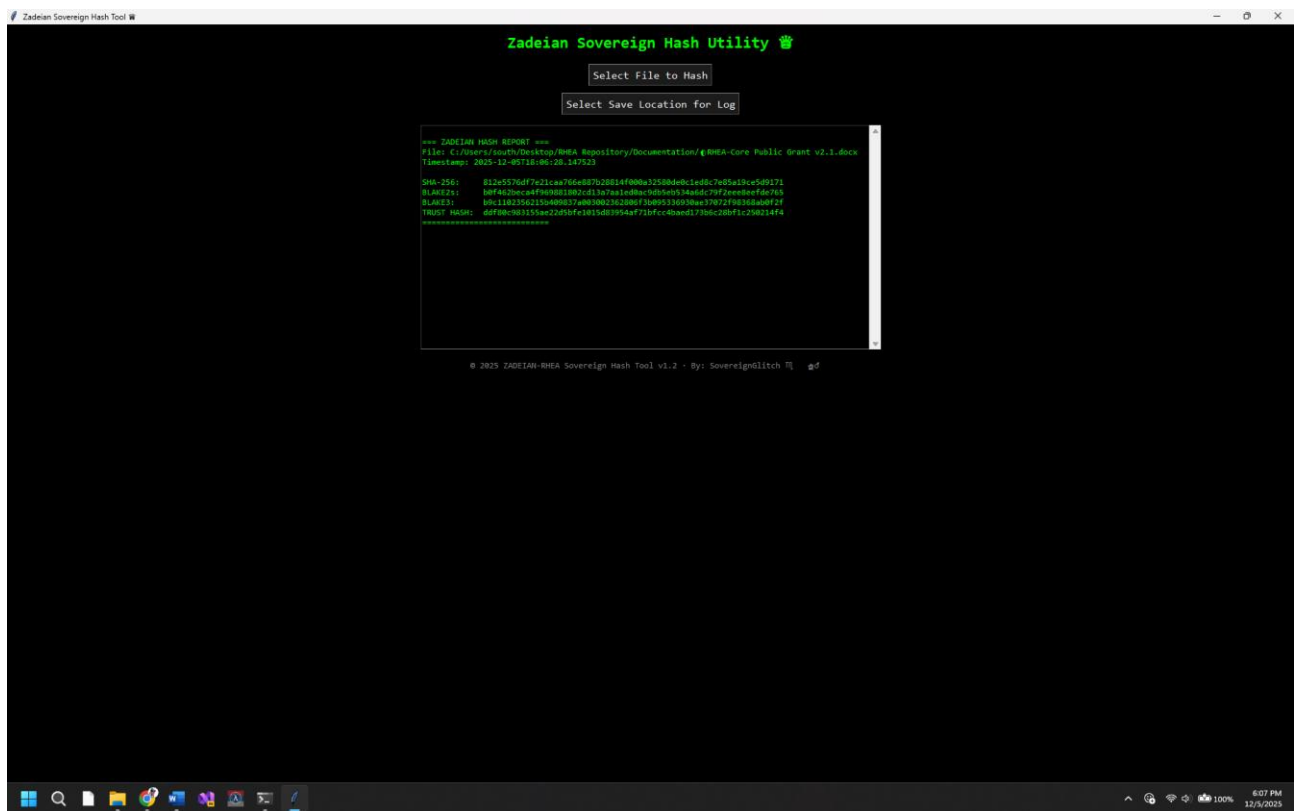 Zadeian Sovereign Hash Tool
Zadeian Sovereign Hash Utility
Select File to Hash
Select Save Location for Log
=== ZADEIAN HASH REPORT ===
File: C:/Users/south/Desktop/RHEA Repository/Documentation/◐RHEA-Core Public Grant v2.1.docx
Timestamp: 2025-12-05T18:06:28.147523
SHA-256:
BLAKE2s:
BLAKE3:
TRUST HASH:
===========================
© 2025 ZADEIAN-RHEA Sovereign Hash Tool v1.2 - By: SovereignGlitch
100%
6:07 PM
12/5/2025